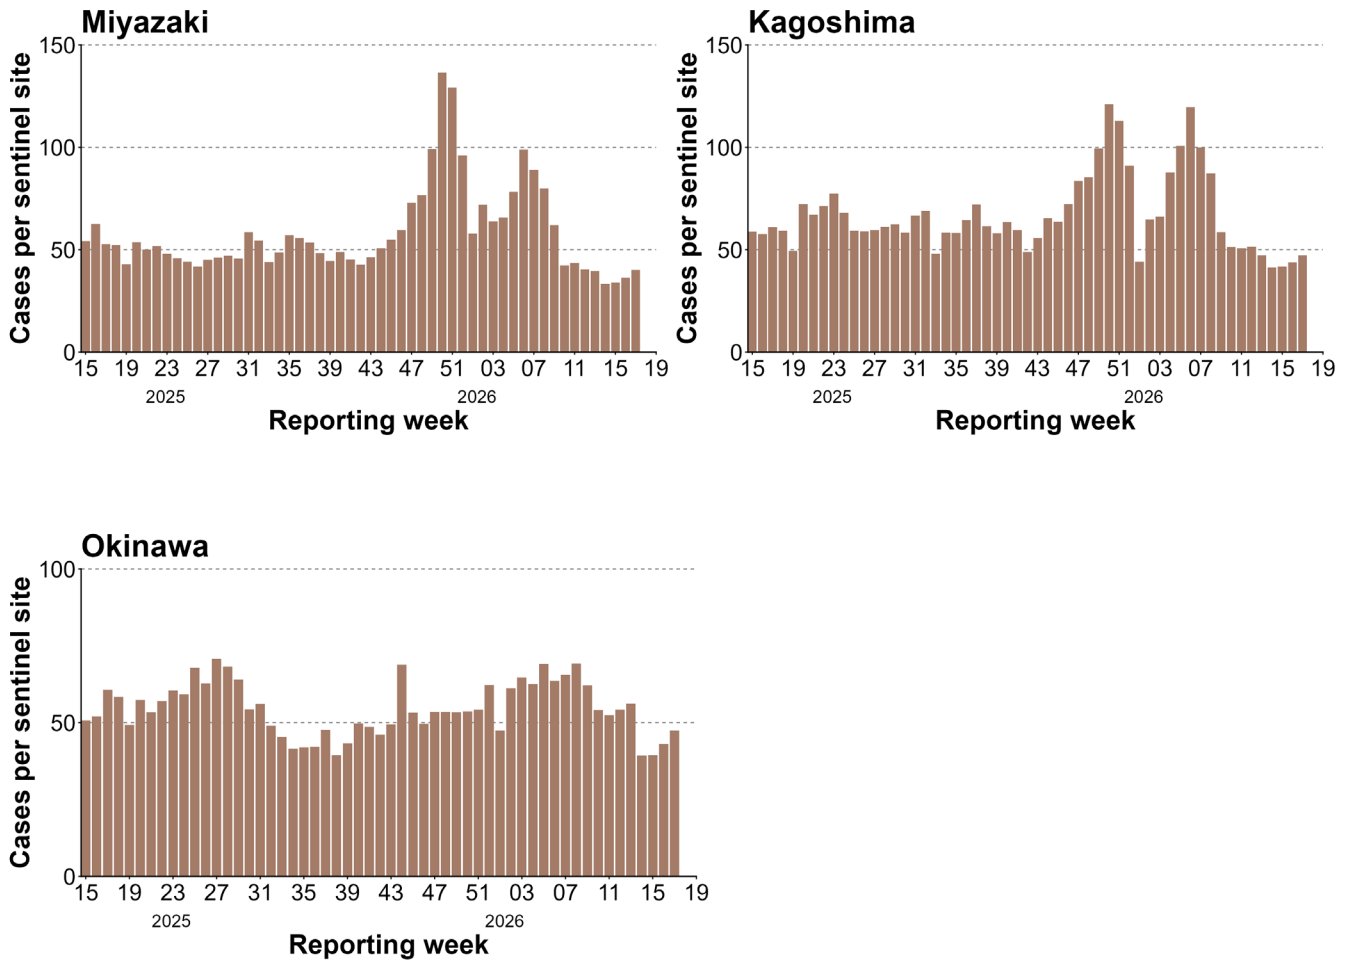 Miyazaki
Cases per sentinel site
150
100
50
0
15 19 23 27 31 35 39 43 47 51 03 07 11 15 19
2025 2026
Reporting week
Kagoshima
Cases per sentinel site
150
100
50
0
15 19 23 27 31 35 39 43 47 51 03 07 11 15 19
2025 2026
Reporting week
Okinawa
Cases per sentinel site
100
50
0
15 19 23 27 31 35 39 43 47 51 03 07 11 15 19
2025 2026
Reporting week